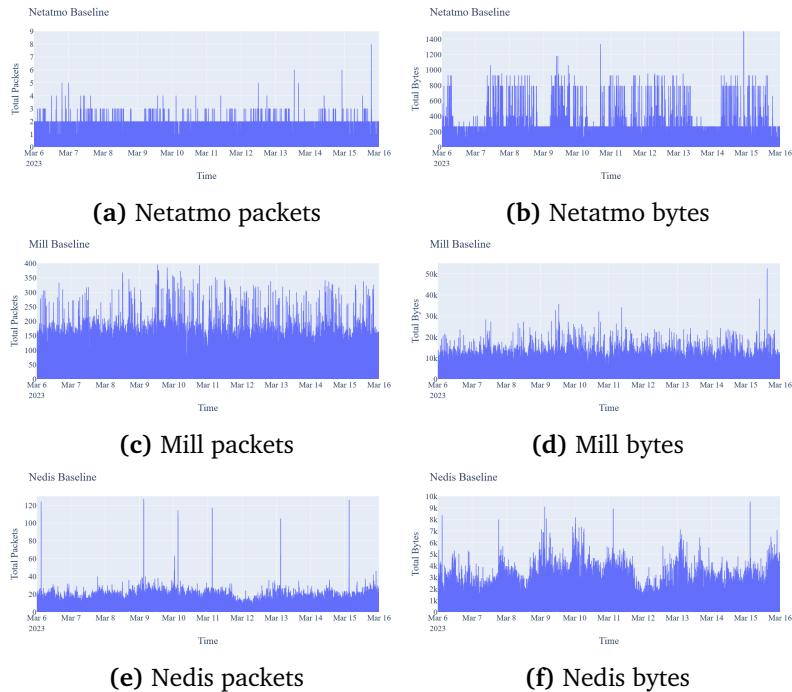 Netatmo Baseline
Total Packets
9
8
7
6
5
4
3
2
1
0
Mar 6 Mar 7 Mar 8 Mar 9 Mar 10 Mar 11 Mar 12 Mar 13 Mar 14 Mar 15 Mar 16
2023
Time
(a) Netatmo packets
Netatmo Baseline
Total Bytes
1400
1200
1000
800
600
400
200
0
Mar 6 Mar 7 Mar 8 Mar 9 Mar 10 Mar 11 Mar 12 Mar 13 Mar 14 Mar 15 Mar 16
2023
Time
(b) Netatmo bytes
Mill Baseline
Total Packets
400
350
300
250
200
150
100
50
0
Mar 6 Mar 7 Mar 8 Mar 9 Mar 10 Mar 11 Mar 12 Mar 13 Mar 14 Mar 15 Mar 16
2023
Time
(c) Mill packets
Mill Baseline
Total Bytes
50k
40k
30k
20k
10k
0
Mar 6 Mar 7 Mar 8 Mar 9 Mar 10 Mar 11 Mar 12 Mar 13 Mar 14 Mar 15 Mar 16
2023
Time
(d) Mill bytes
Nedis Baseline
Total Packets
120
100
80
60
40
20
0
Mar 6 Mar 7 Mar 8 Mar 9 Mar 10 Mar 11 Mar 12 Mar 13 Mar 14 Mar 15 Mar 16
2023
Time
(e) Nedis packets
Nedis Baseline
Total Bytes
10k
9k
8k
7k
6k
5k
4k
3k
2k
1k
0
Mar 6 Mar 7 Mar 8 Mar 9 Mar 10 Mar 11 Mar 12 Mar 13 Mar 14 Mar 15 Mar 16
2023
Time
(f) Nedis bytes